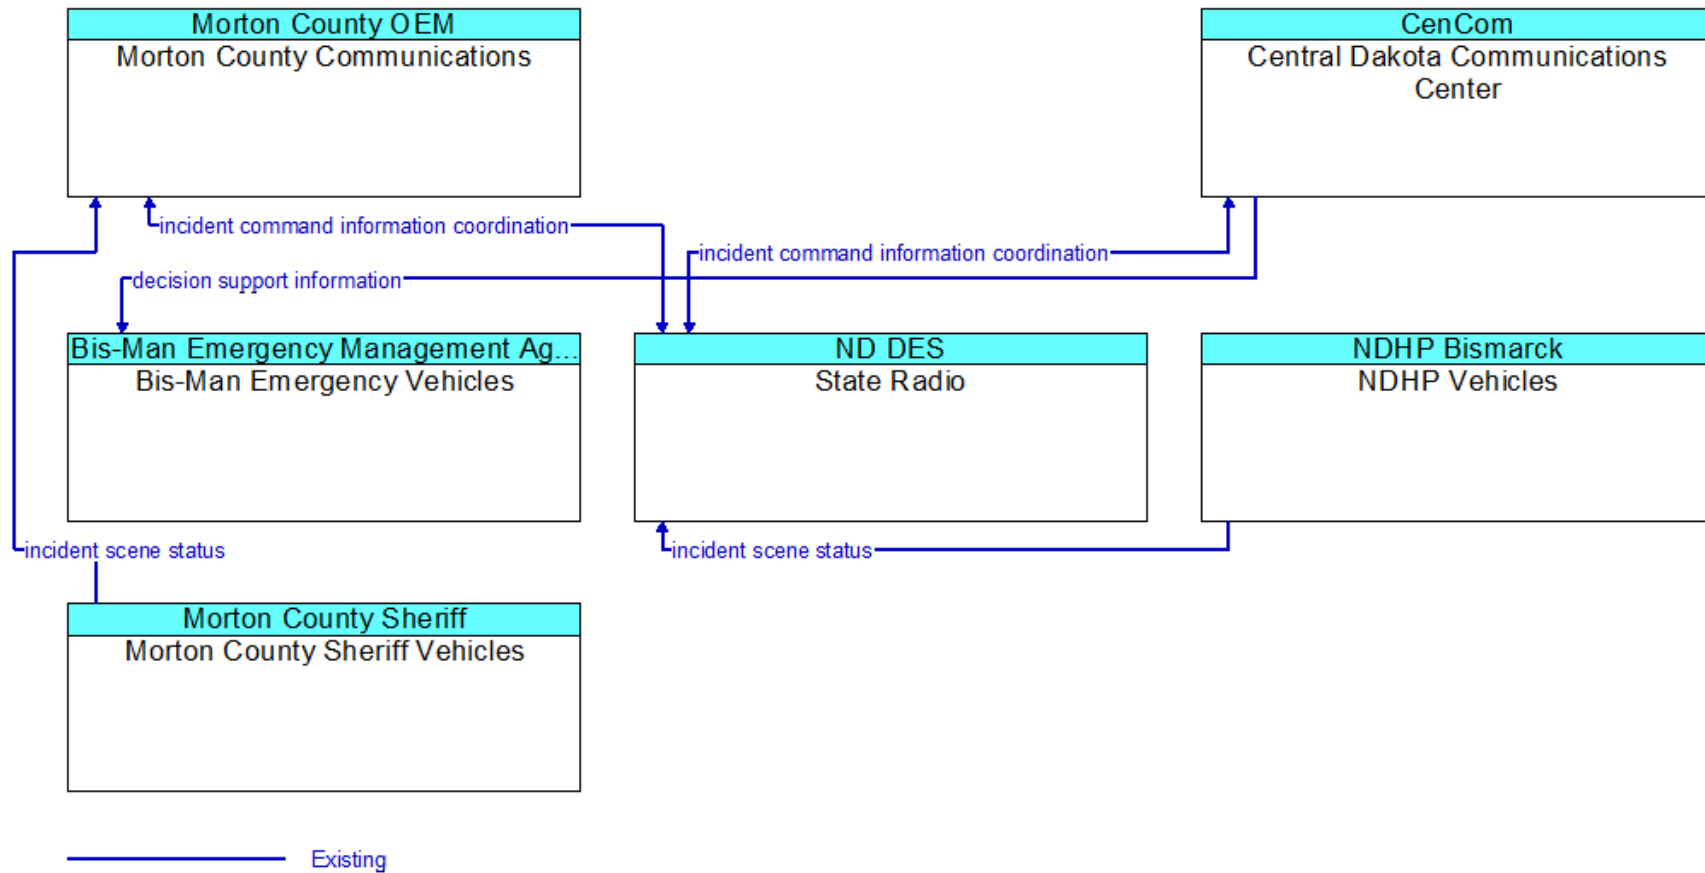 Morton County OEM
Morton County Communications
CenCom
Central Dakota Communications
Center
incident command information coordination
incident command information coordination
decision support information
Bis-Man Emergency Management Ag...
Bis-Man Emergency Vehicles
ND DES
State Radio
NDHP Bismarck
NDHP Vehicles
incident scene status
incident scene status
Morton County Sheriff
Morton County Sheriff Vehicles
Existing